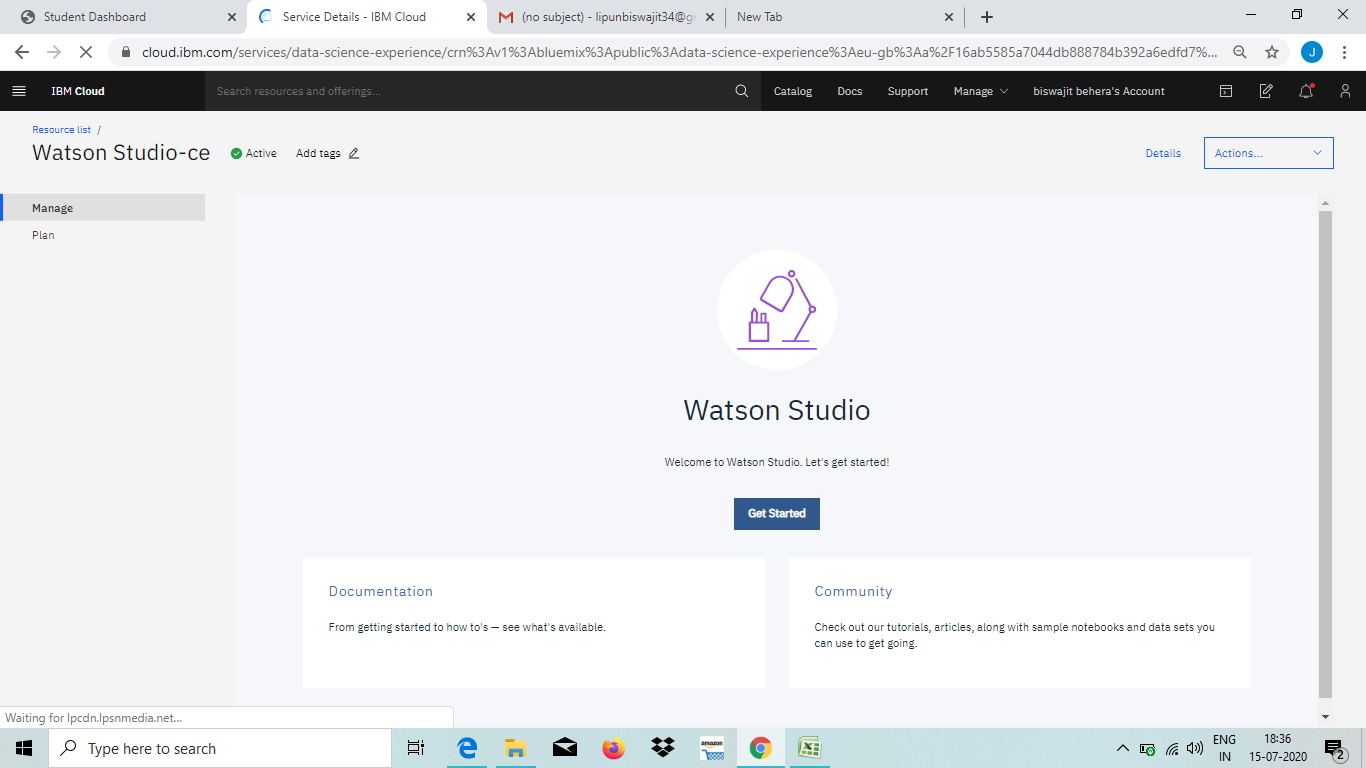 Student Dashboard
Service Details - IBM Cloud
(no subject) - lipunbiswajit34@g
New Tab
cloud.ibm.com/services/data-science-experience/crn%3Av1%3Abluemix%3Apublic%3Adata-science-experience%3Aeu-gb%3Aa%2F16ab5585a7044db888784b392a6edfd7%...
J
IBM Cloud
Search resources and offerings...
Catalog
Docs
Support
Manage
biswajit behera's Account
Resource list /
Watson Studio-ce
Active
Add tags
Details
Actions...
Manage
Plan
Watson Studio
Welcome to Watson Studio. Let's get started!
Get Started
Documentation
From getting started to how to's — see what's available.
Community
Check out our tutorials, articles, along with sample notebooks and data sets you
can use to get going.
Waiting for lpcdn.lpsnmedia.net...
Type here to search
amazon
ENG
IN
18:36
15-07-2020
2